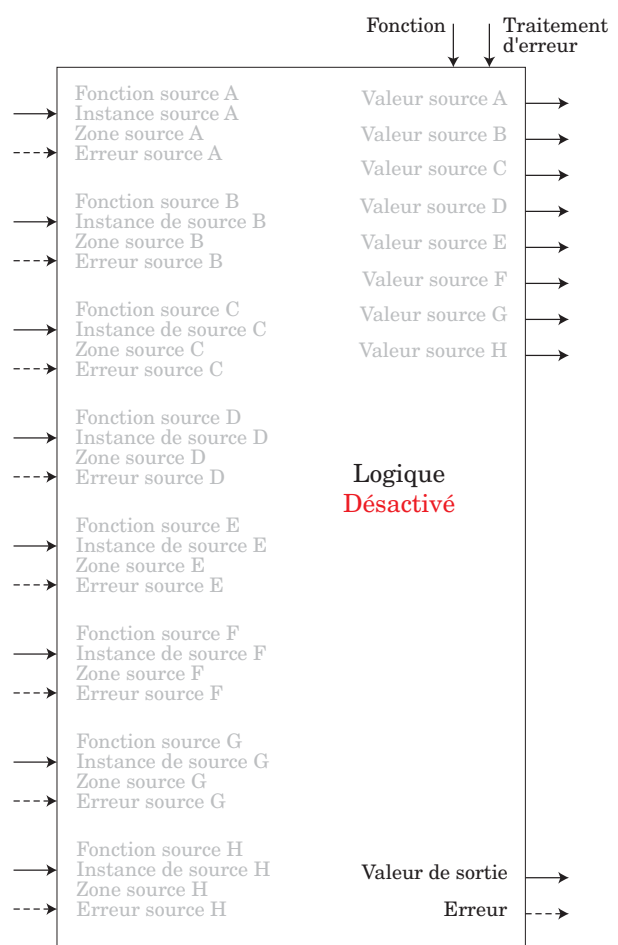 Fonction
Traitement
d'erreur
Fonction source A
Instance source A
Zone source A
Erreur source A
Fonction source B
Instance de source B
Zone source B
Erreur source B
Fonction source C
Instance de source C
Zone source C
Erreur source C
Fonction source D
Instance de source D
Zone source D
Erreur source D
Fonction source E
Instance de source E
Zone source E
Erreur source E
Fonction source F
Instance de source F
Zone source F
Erreur source F
Fonction source G
Instance de source G
Zone source G
Erreur source G
Fonction source H
Instance de source H
Zone source H
Erreur source H
Valeur source A
Valeur source B
Valeur source C
Valeur source D
Valeur source E
Valeur source F
Valeur source G
Valeur source H
Logique
Désactivé
Valeur de sortie
Erreur